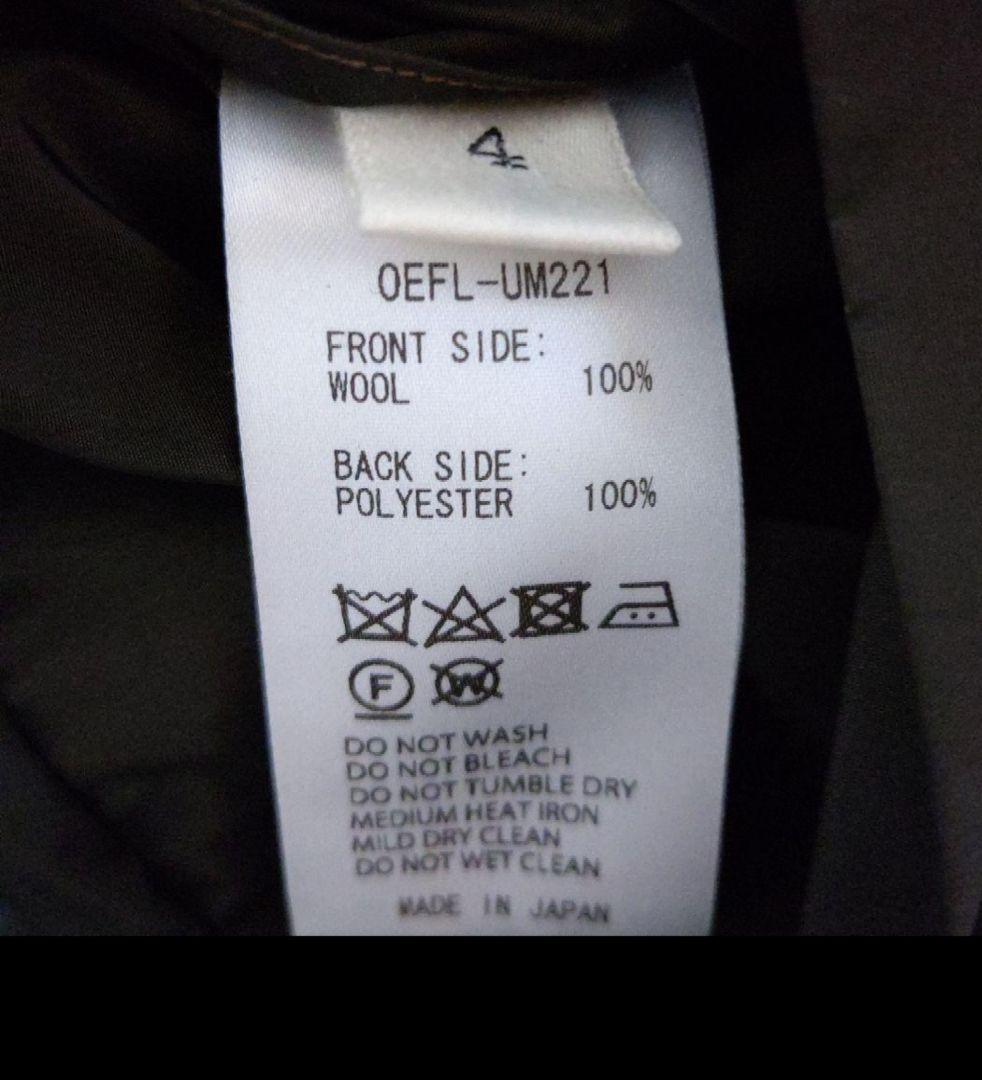 4
OEFL-UM221
FRONT SIDE:
WOOL 100%
BACK SIDE:
POLYESTER 100%
F W
DO NOT WASH
DO NOT BLEACH
DO NOT TUMBLE DRY
MEDIUM HEAT IRON
MILD DRY CLEAN
DO NOT WET CLEAN
MADE IN JAPAN